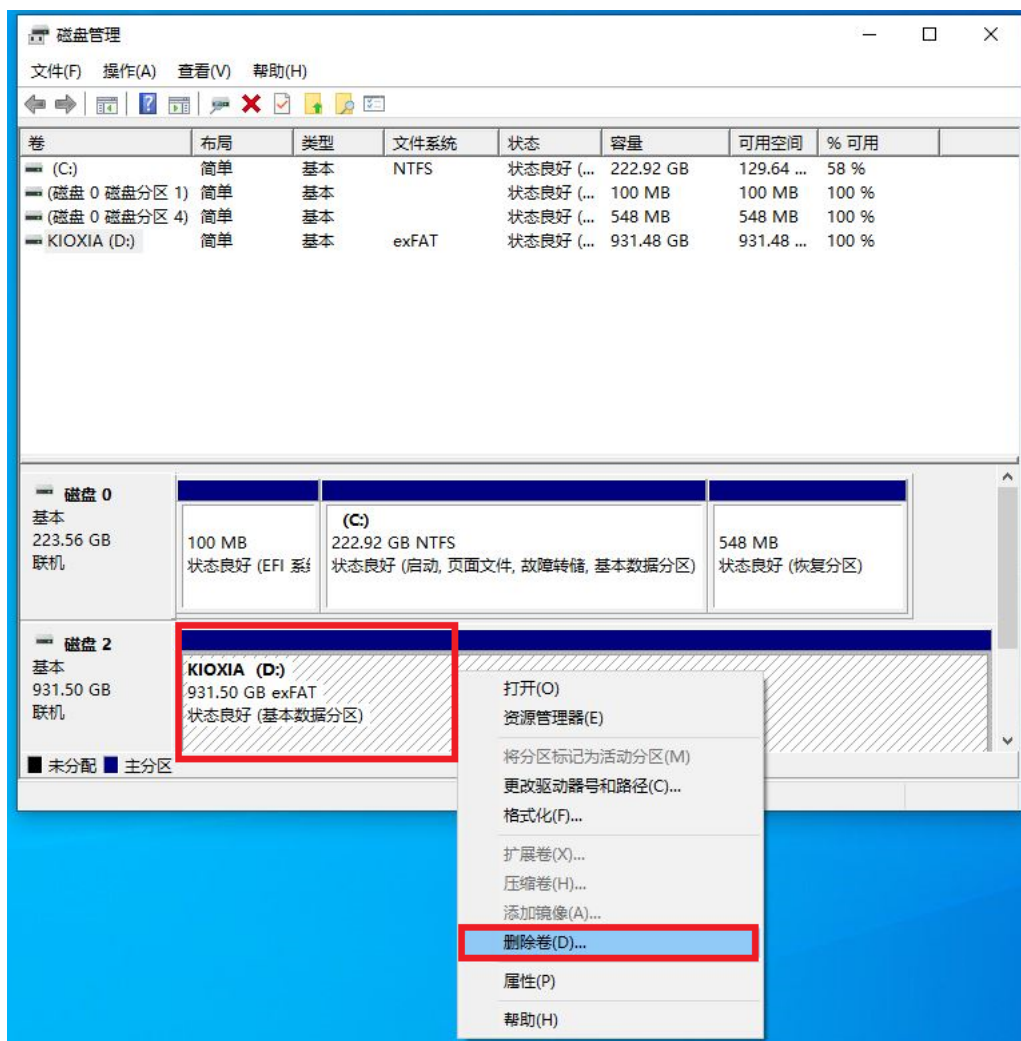 磁盘管理
文件(F) 操作(A) 查看(V) 帮助(H)
卷 布局 类型 文件系统 状态 容量 可用空间 % 可用
(C:) 简单 基本 NTFS 状态良好 (... 222.92 GB 129.64 ... 58 %
(磁盘 0 磁盘分区 1) 简单 基本 状态良好 (... 100 MB 100 MB 100 %
(磁盘 0 磁盘分区 4) 简单 基本 状态良好 (... 548 MB 548 MB 100 %
KIOXIA (D:) 简单 基本 exFAT 状态良好 (... 931.48 GB 931.48 ... 100 %
磁盘 0
基本
223.56 GB
联机
100 MB
状态良好 (EFI 系
(C:)
222.92 GB NTFS
状态良好 (启动, 页面文件, 故障转储, 基本数据分区)
548 MB
状态良好 (恢复分区)
磁盘 2
基本
931.50 GB
联机
KIOXIA (D:)
931.50 GB exFAT
状态良好 (基本数据分区)
未分配 主分区
打开(O)
资源管理器(E)
将分区标记为活动分区(M)
更改驱动器号和路径(C)...
格式化(F)...
扩展卷(X)...
压缩卷(H)...
添加镜像(A)...
删除卷(D)...
属性(P)
帮助(H)